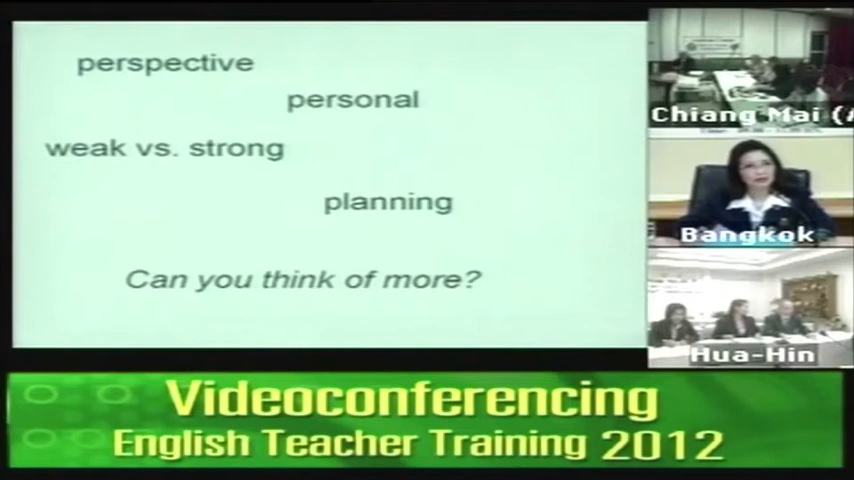 perspective
personal
weak vs. strong
planning
Can you think of more?
Chiang Mai (A
Bangkok
Hua-Hin
Videoconferencing
English Teacher Training 2012